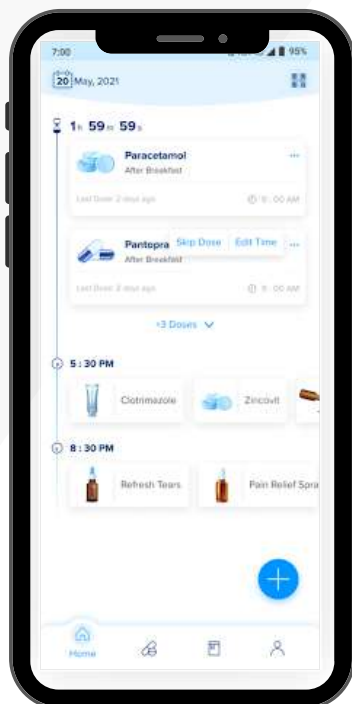 7:00
95%
20 May, 2021
1h 59m 59s
Paracetamol
After Breakfast
Last Dose 2 days ago
9 : 00 AM
Pantopra Skip Dose Edit Time
After Breakfast
Last Dose 2 days ago
9 : 00 AM
+3 Doses
5 : 30 PM
Clotrimazole Zincovit
8 : 30 PM
Refresh Tears Pain Relief Spra
Home